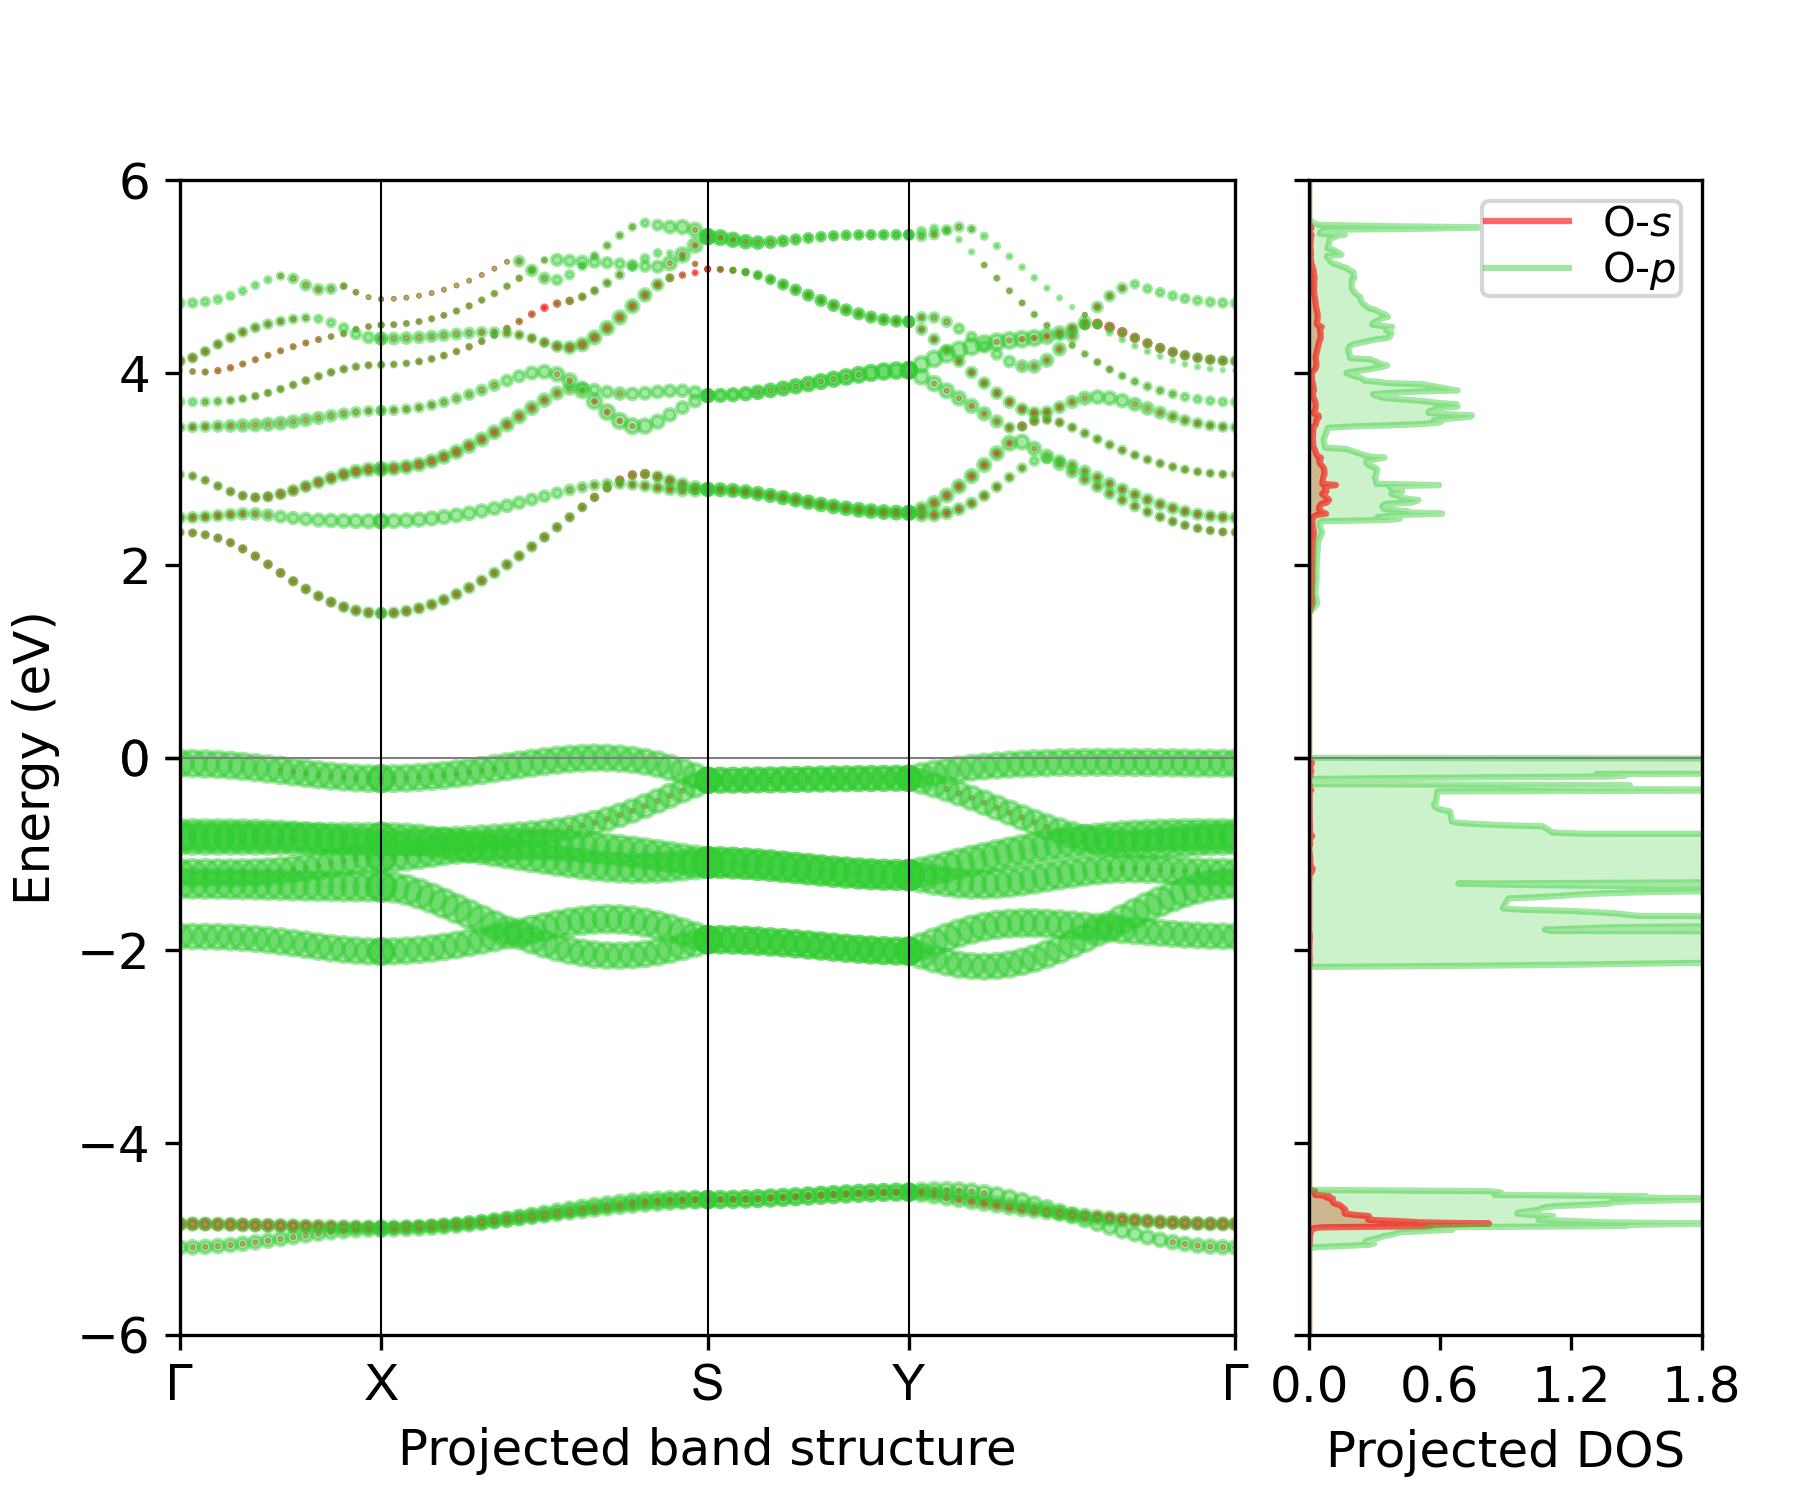 6
4
2
0
−2
−4
−6
Energy (eV)
Γ
X
S
Y
Γ
Projected band structure
O-s
O-p
0.0
0.6
1.2
1.8
Projected DOS